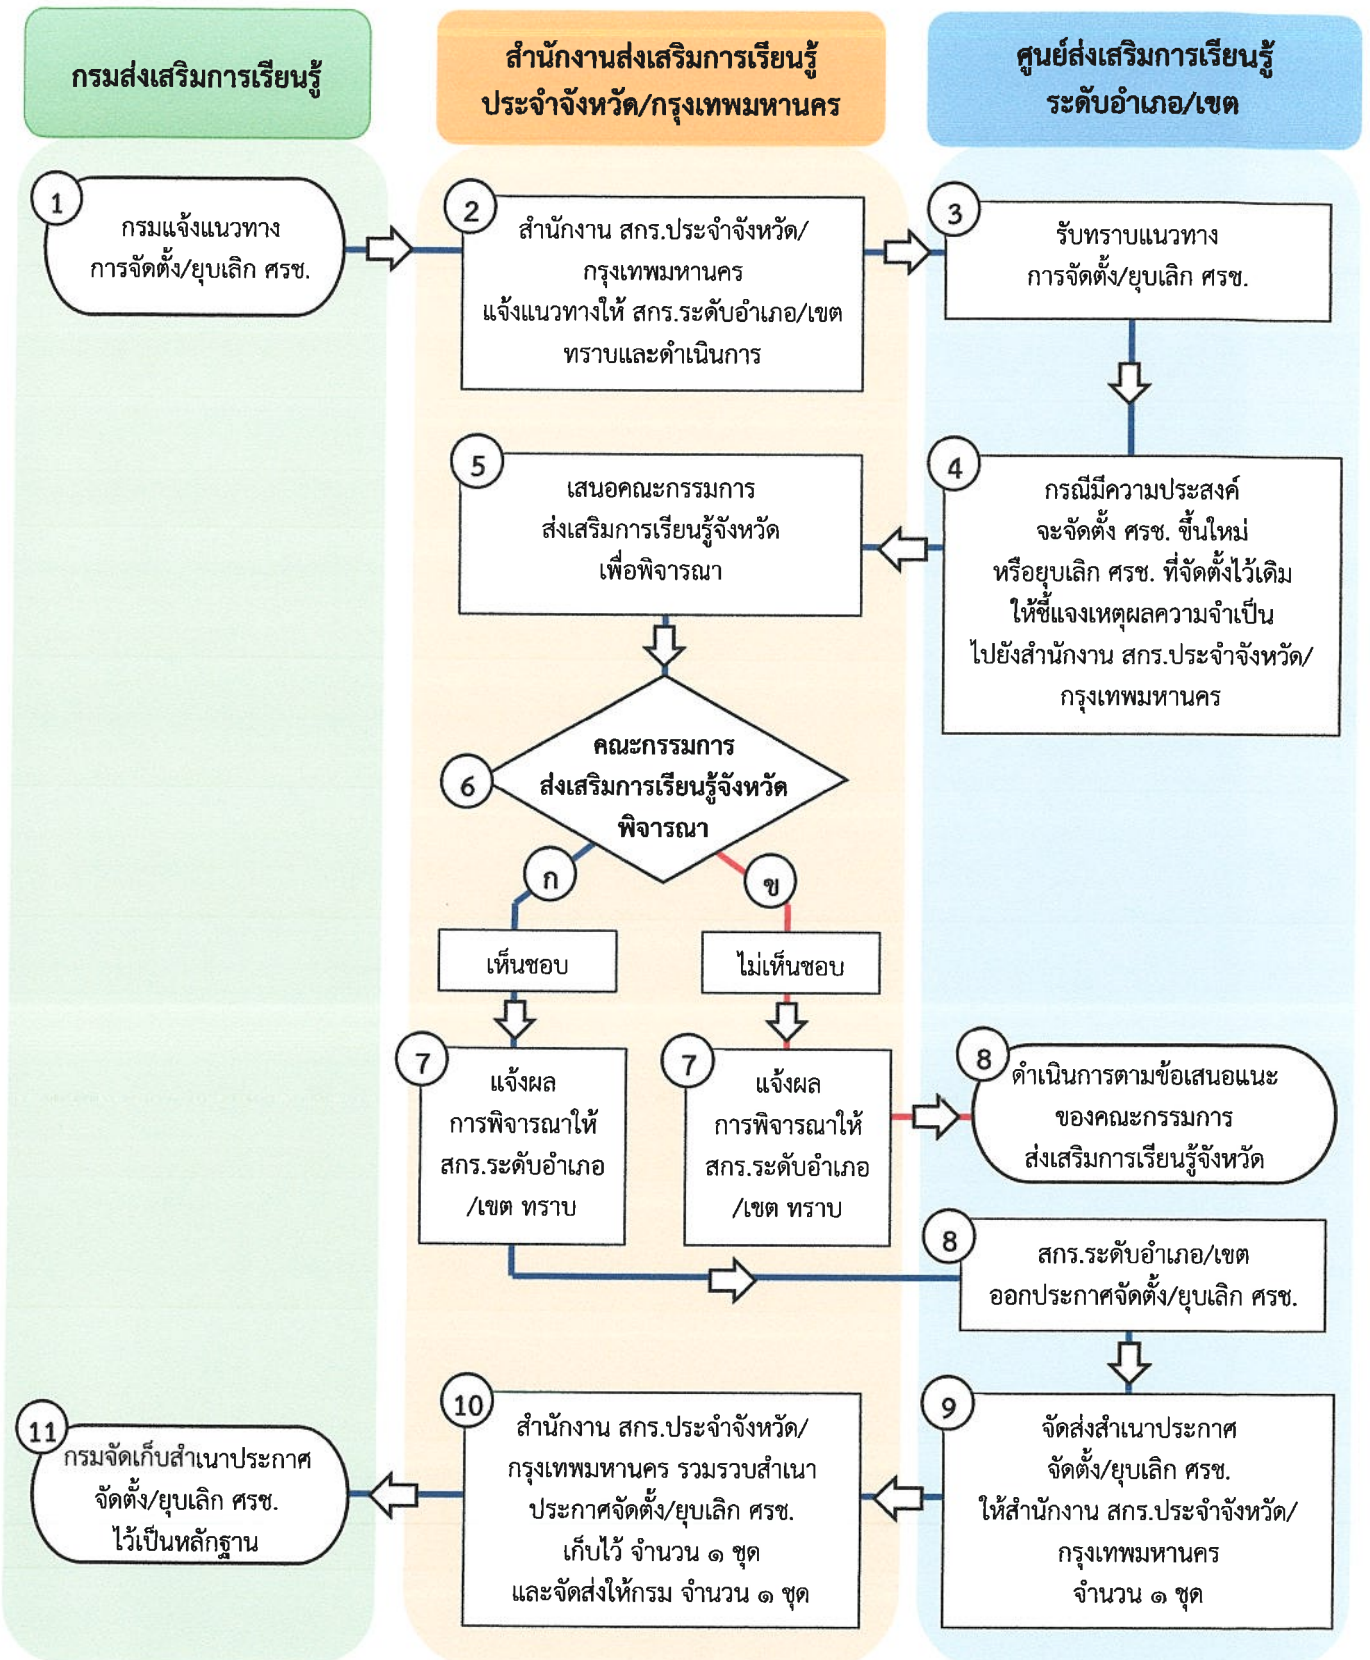 กรมส่งเสริมการเรียนรู้
สำนักงานส่งเสริมการเรียนรู้
ประจำจังหวัด/กรุงเทพมหานคร
ศูนย์ส่งเสริมการเรียนรู้
ระดับอำเภอ/เขต
1
กรมแจ้งแนวทาง
การจัดตั้ง/ยุบเลิก ศรช.
2
สำนักงาน สกร.ประจำจังหวัด/
กรุงเทพมหานคร
แจ้งแนวทางให้ สกร.ระดับอำเภอ/เขต
ทราบและดำเนินการ
3
รับทราบแนวทาง
การจัดตั้ง/ยุบเลิก ศรช.
4
กรณีมีความประสงค์
จะจัดตั้ง ศรช. ขึ้นใหม่
หรือยุบเลิก ศรช. ที่จัดตั้งไว้เดิม
ให้ชี้แจงเหตุผลความจำเป็น
ไปยังสำนักงาน สกร.ประจำจังหวัด/
กรุงเทพมหานคร
5
เสนอคณะกรรมการ
ส่งเสริมการเรียนรู้จังหวัด
เพื่อพิจารณา
6
คณะกรรมการ
ส่งเสริมการเรียนรู้จังหวัด
พิจารณา
ก
ข
เห็นชอบ
ไม่เห็นชอบ
7
แจ้งผล
การพิจารณาให้
สกร.ระดับอำเภอ
/เขต ทราบ
7
แจ้งผล
การพิจารณาให้
สกร.ระดับอำเภอ
/เขต ทราบ
8
ดำเนินการตามข้อเสนอแนะ
ของคณะกรรมการ
ส่งเสริมการเรียนรู้จังหวัด
8
สกร.ระดับอำเภอ/เขต
ออกประกาศจัดตั้ง/ยุบเลิก ศรช.
9
จัดส่งสำเนาประกาศ
จัดตั้ง/ยุบเลิก ศรช.
ให้สำนักงาน สกร.ประจำจังหวัด/
กรุงเทพมหานคร
จำนวน ๑ ชุด
10
สำนักงาน สกร.ประจำจังหวัด/
กรุงเทพมหานคร รวมรวบสำเนา
ประกาศจัดตั้ง/ยุบเลิก ศรช.
เก็บไว้ จำนวน ๑ ชุด
และจัดส่งให้กรม จำนวน ๑ ชุด
11
กรมจัดเก็บสำเนาประกาศ
จัดตั้ง/ยุบเลิก ศรช.
ไว้เป็นหลักฐาน